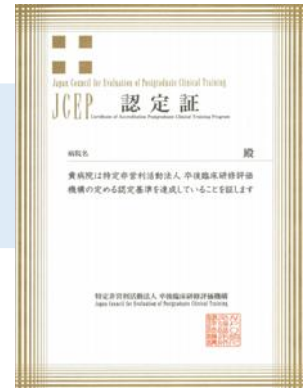 Japan Council for Evaluation of Postgraduate Clinical Training
JCEP 認定証
Certificate of Accreditation Postgraduate Clinical Training Program
病院名 殿
貴病院は特定非営利活動法人 卒後臨床研修評価
機構の定める認定基準を達成していることを証します
特定非営利活動法人 卒後臨床研修評価機構
Japan Council for Evaluation of Postgraduate Clinical Training